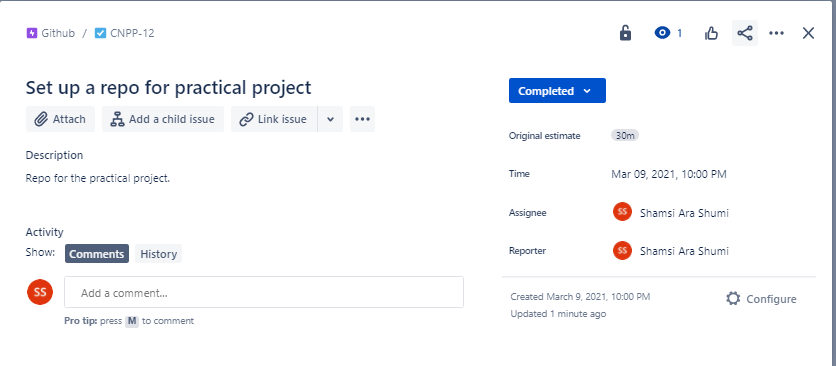 Github / CNPP-12
1
Set up a repo for practical project
Attach
Add a child issue
Link issue
Description
Repo for the practical project.
Activity
Show: Comments History
SS
Add a comment...
Pro tip: press M to comment
Completed
Original estimate 30m
Time Mar 09, 2021, 10:00 PM
Assignee SS Shamsi Ara Shumi
Reporter SS Shamsi Ara Shumi
Created March 9, 2021, 10:00 PM
Updated 1 minute ago
Configure